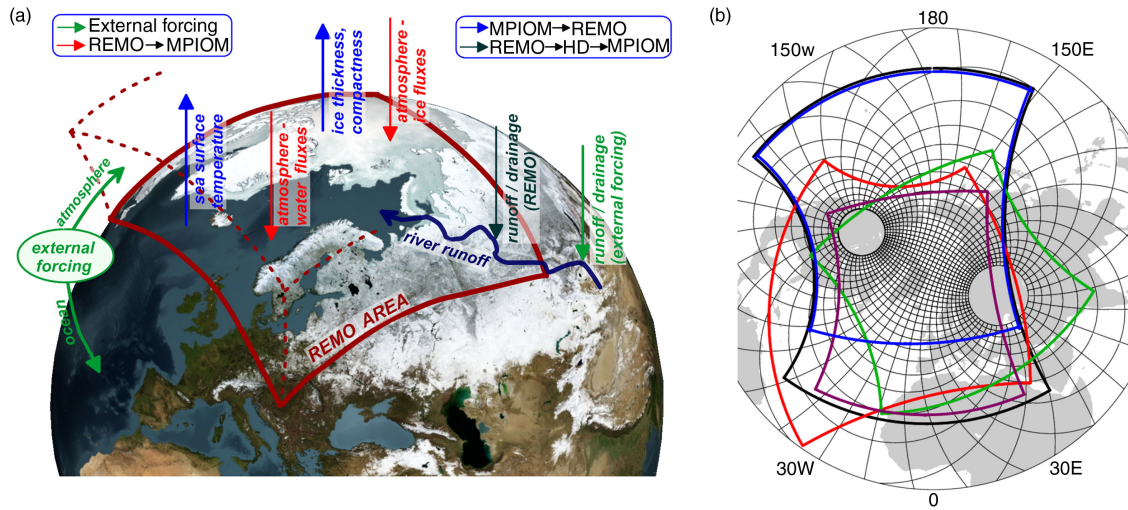 (a)
External forcing
REMO→MPIOM
MPIOM→REMO
REMO→HD→MPIOM
sea surface
temperature
atmosphere -
water fluxes
ice thickness,
compactness
atmosphere -
ice fluxes
runoff / drainage
(REMO)
runoff / drainage
(external forcing)
atmosphere
external
forcing
ocean
river runoff
REMO AREA
(b)
180
150w
150E
30W
30E
0